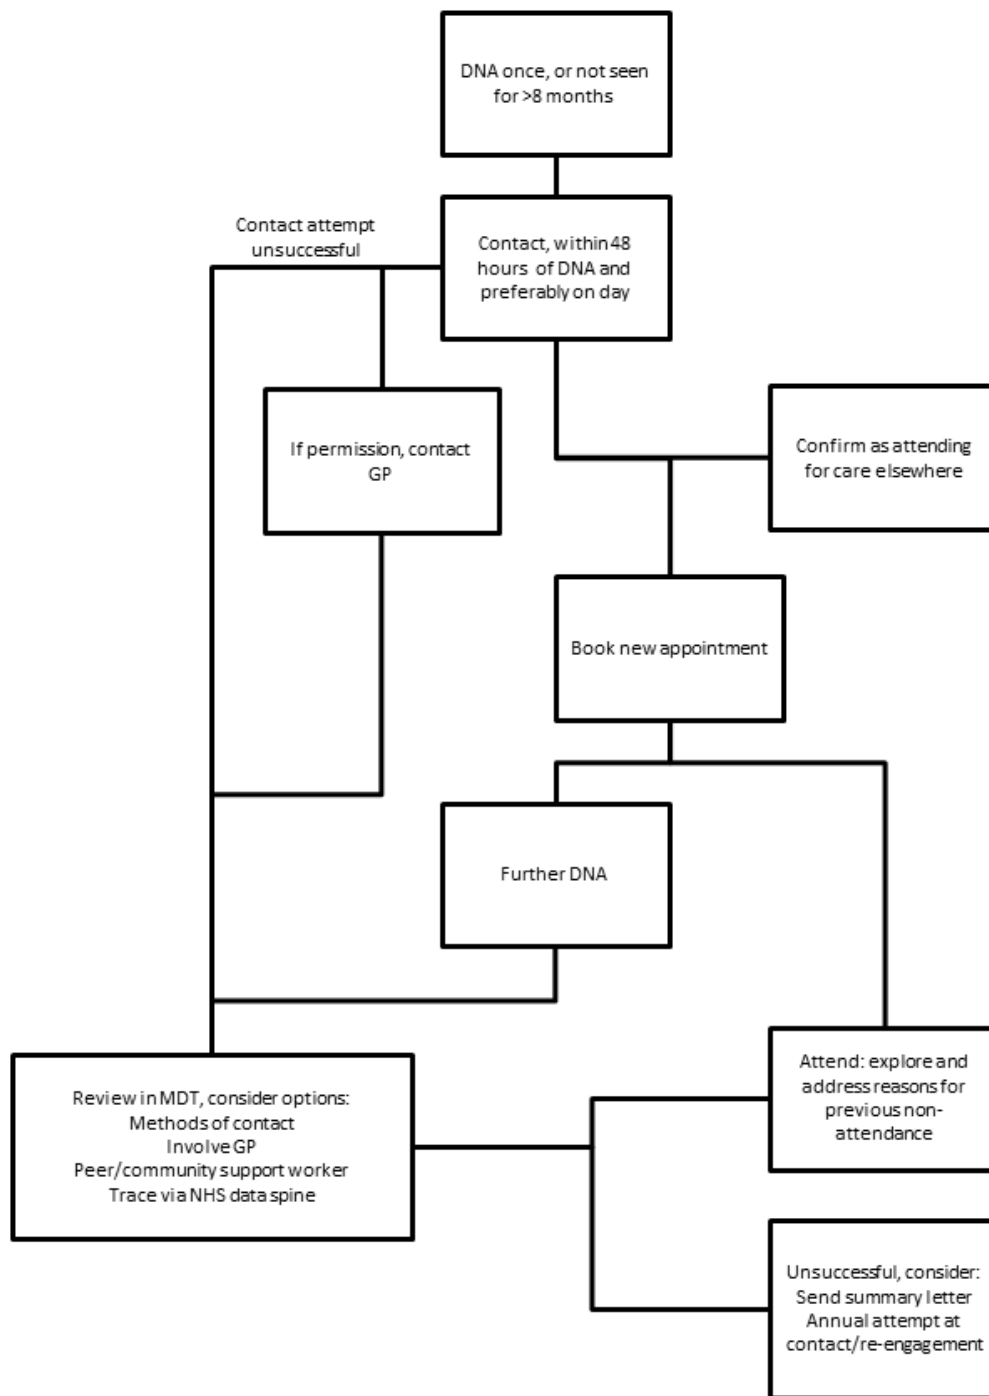 DNA once, or not seen
for >8 months
Contact attempt
unsuccessful
Contact, within 48
hours of DNA and
preferably on day
If permission, contact
GP
Confirm as attending
for care elsewhere
Book new appointment
Further DNA
Review in MDT, consider options:
Methods of contact
Involve GP
Peer/community support worker
Trace via NHS data spine
Attend: explore and
address reasons for
previous non-
attendance
Unsuccessful, consider:
Send summary letter
Annual attempt at
contact/re-engagement